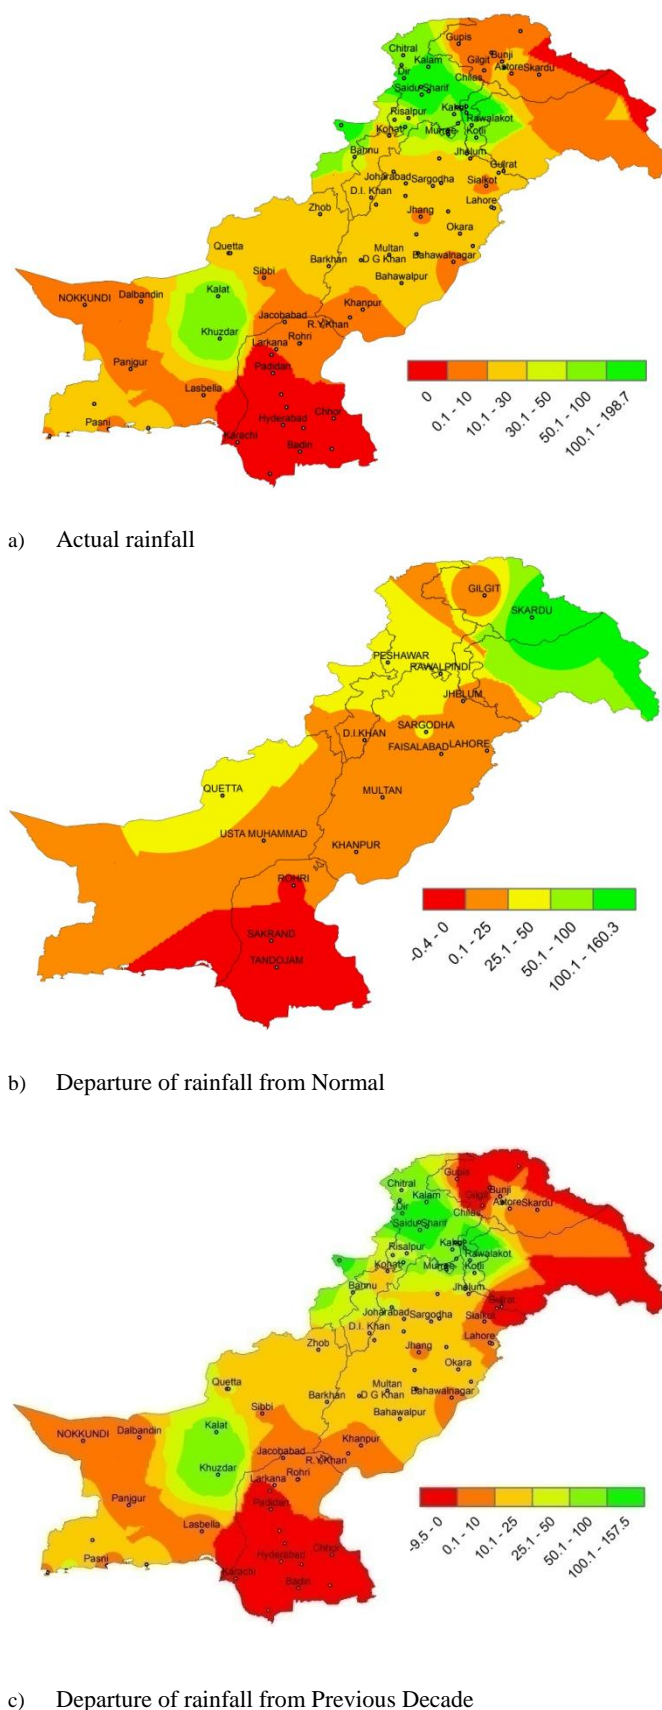 Gupis
Chitral
Bunji
Gilgit
Kalam
Astore
Skardu
Dir
Chilas
Saidu Sharif
Kakul
Risalpur
Rawalakot
Kohat
Murree
Kotli
Bannu
Jhelum
Gujrat
Joharabad
Sargodha
Sialkot
D.I. Khan
Zhob
Jhang
Lahore
Okara
Quetta
Multan
Sibbi
Barkhan
D G Khan
Bahawalnagar
Kalat
Bahawalpur
NOKKUNDI
Dalbandin
Khanpur
Jacobabad
R.Y.Khan
Khuzdar
Rohri
Larkana
Panjgur
Padidan
Lasbella
Pasni
Hyderabad
Chhor
Karachi
Badin
0
0.1 - 10
10.1 - 30
30.1 - 50
50.1 - 100
100.1 - 198.7
a) Actual rainfall
GILGIT
SKARDU
PESHAWAR
RAWALPINDI
JHELUM
SARGODHA
D.I.KHAN
FAISALABAD
LAHORE
QUETTA
MULTAN
USTA MUHAMMAD
KHANPUR
ROHRI
SAKRAND
TANDOJAM
-0.4 - 0
0.1 - 25
25.1 - 50
50.1 - 100
100.1 - 160.3
b) Departure of rainfall from Normal
Gupis
Chitral
Bunji
Gilgit
Kalam
Astore
Skardu
Dir
Chilas
Saidu Sharif
Kakul
Risalpur
Rawalakot
Kohat
Murree
Kotli
Bannu
Jhelum
Gujrat
Joharabad
Sargodha
Sialkot
D.I. Khan
Zhob
Jhang
Lahore
Okara
Quetta
Multan
Sibbi
Barkhan
D G Khan
Bahawalnagar
Kalat
Bahawalpur
NOKKUNDI
Dalbandin
Khanpur
Jacobabad
R.Y.Khan
Khuzdar
Rohri
Larkana
Panjgur
Padidan
Lasbella
Pasni
Hyderabad
Chhor
Karachi
Badin
-9.5 - 0
0.1 - 10
10.1 - 25
25.1 - 50
50.1 - 100
100.1 - 157.5
c) Departure of rainfall from Previous Decade